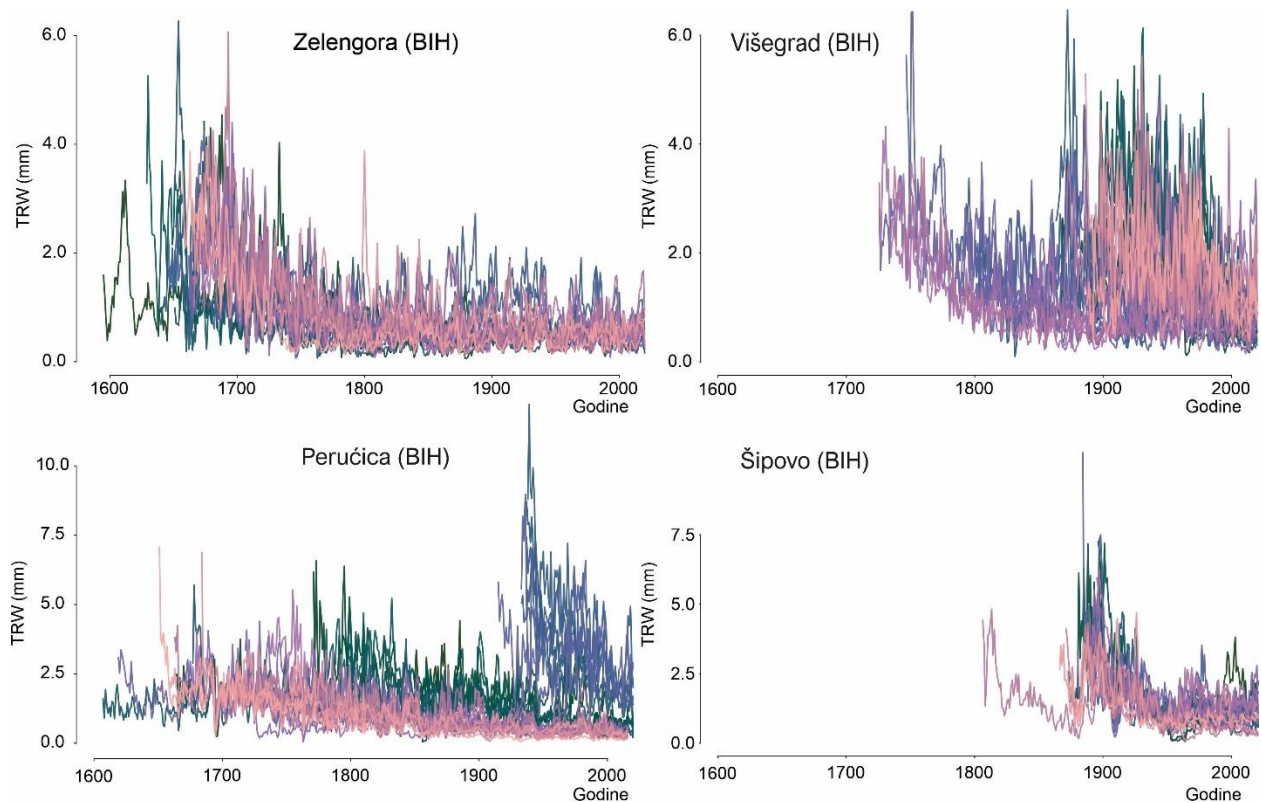 Zelengora (BIH)
TRW (mm)
6.0
4.0
2.0
0.0
1600 1700 1800 1900 2000
Godine
Višegrad (BIH)
TRW (mm)
6.0
4.0
2.0
0.0
1600 1700 1800 1900 2000
Godine
Perućica (BIH)
TRW (mm)
10.0
7.5
5.0
2.5
0.0
1600 1700 1800 1900 2000
Godine
Šipovo (BIH)
TRW (mm)
7.5
5.0
2.5
0.0
1600 1700 1800 1900 2000
Godine